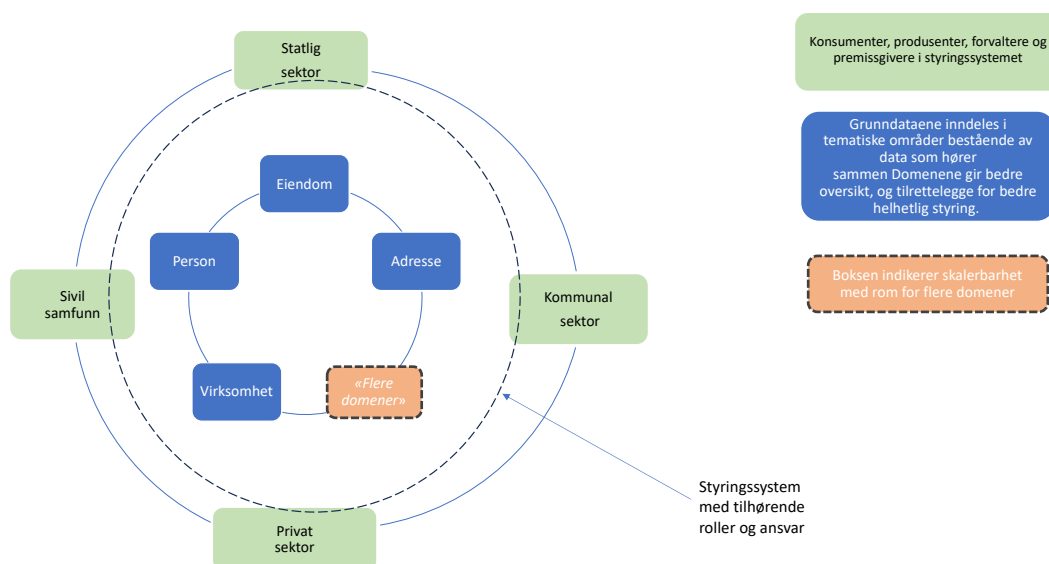 Statlig
sektor
Konsumenter, produsenter, forvaltere og
premissgivere i styringssystemet
Eiendom
Grunndataene inndeles i
tematiske områder bestående av
data som hører
sammen Domenene gir bedre
oversikt, og tilrettelegge for bedre
helhetlig styring.
Person
Adresse
Boksen indikerer skalerbarhet
med rom for flere domener
Sivil
samfunn
Kommunal
sektor
Virksomhet
«Flere
domener»
Styringssystem
med tilhørende
roller og ansvar
Privat
sektor